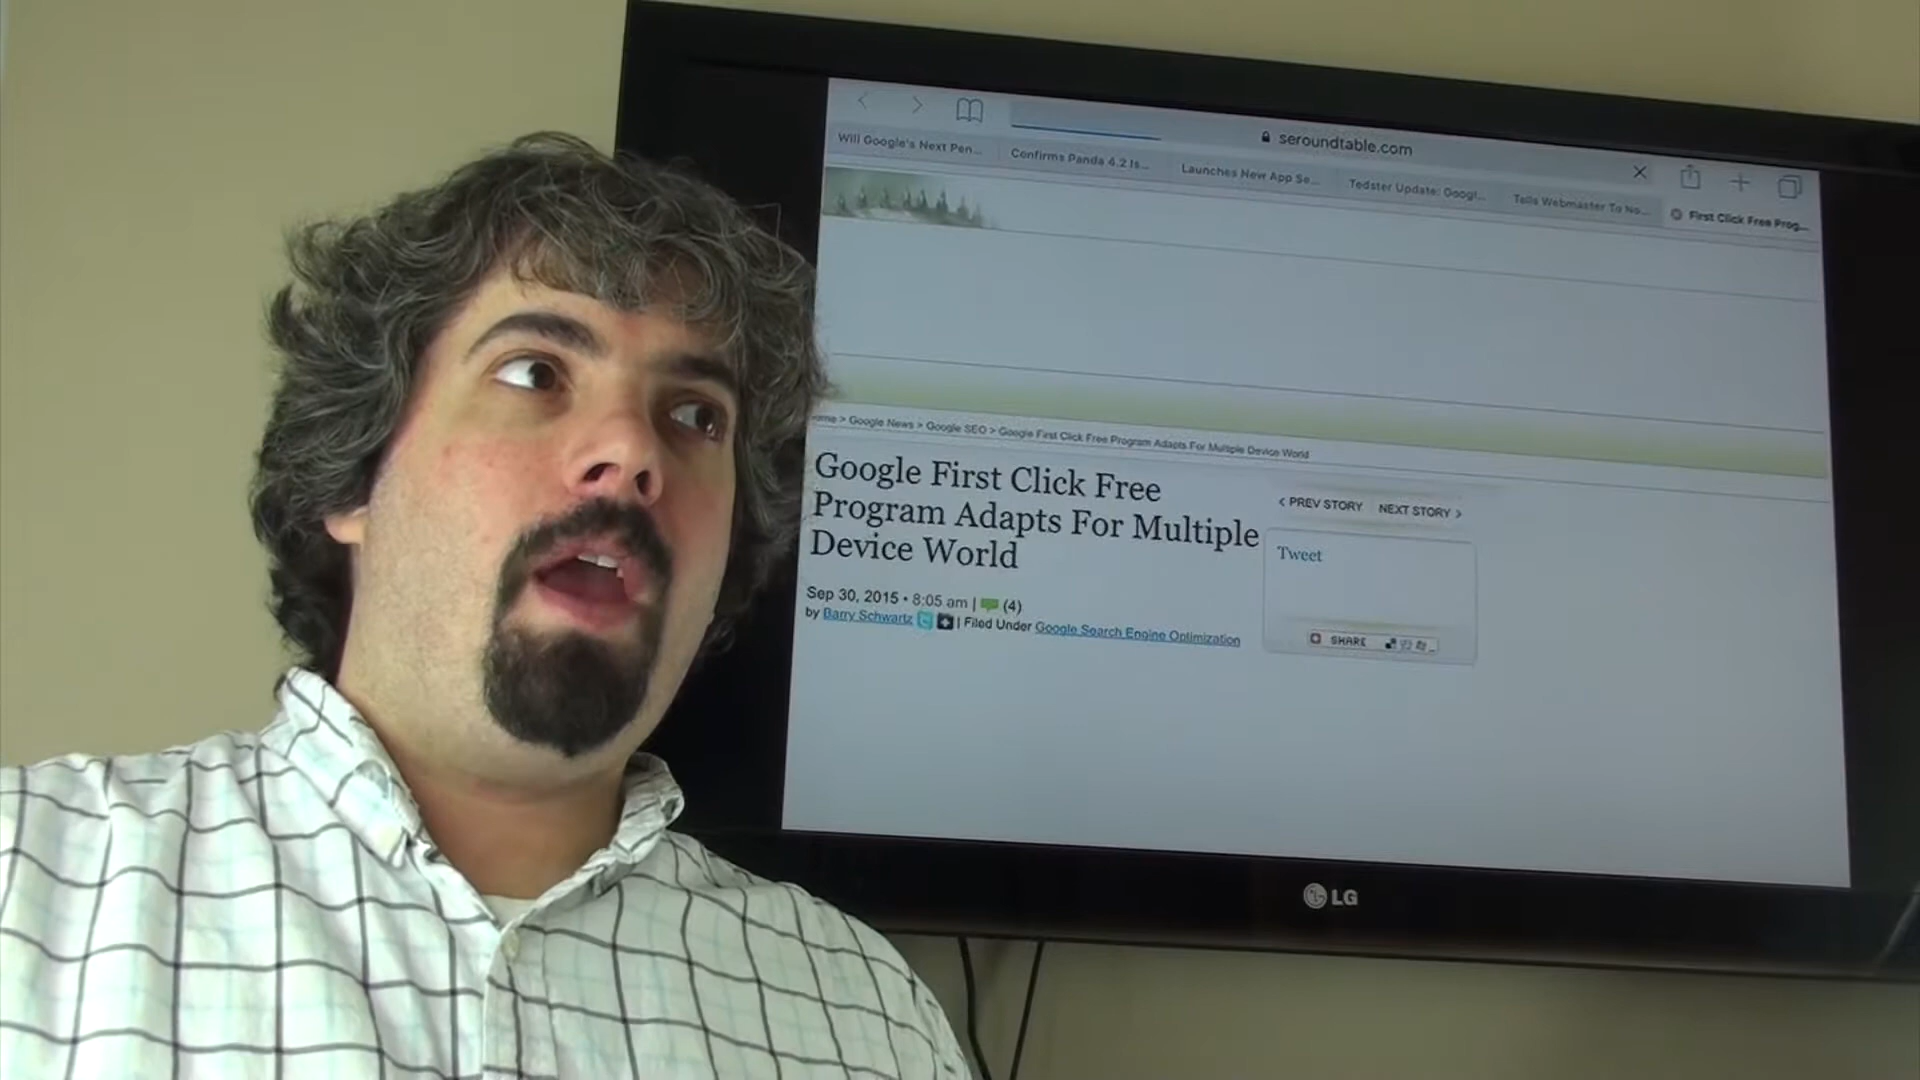 seroundtable.com
Will Google's Next Pen...
Confirms Panda 4.2 Is...
Launches New App Se...
Tedster Update: Googl...
Tells Webmaster To No...
First Click Free Prog...
Home > Google News > Google SEO > Google First Click Free Program Adapts For Multiple Device World
Google First Click Free
Program Adapts For Multiple
Device World
< PREV STORY NEXT STORY >
Tweet
Sep 30, 2015 • 8:05 am | (4)
by Barry Schwartz | Filed Under Google Search Engine Optimization
SHARE
LG